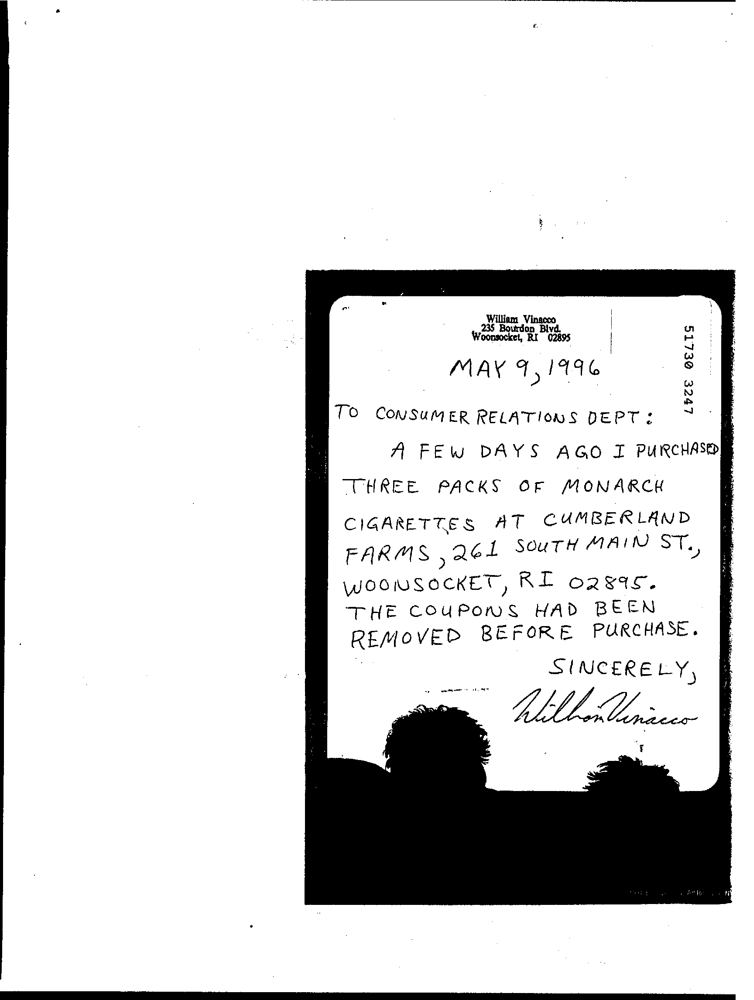 William Vinacco
235 Bourdon Blvd.
Woonsocket, RI 02895
51730 3247
MAY 9, 1996
TO CONSUMER RELATIONS DEPT:
A FEW DAYS AGO I PURCHASED
THREE PACKS OF MONARCH
CIGARETTES AT CUMBERLAND
FARMS, 261 SOUTH MAIN ST.,
WOONSOCKET, RI 02895.
THE COUPONS HAD BEEN
REMOVED BEFORE PURCHASE.
SINCERELY,
William Vinacco